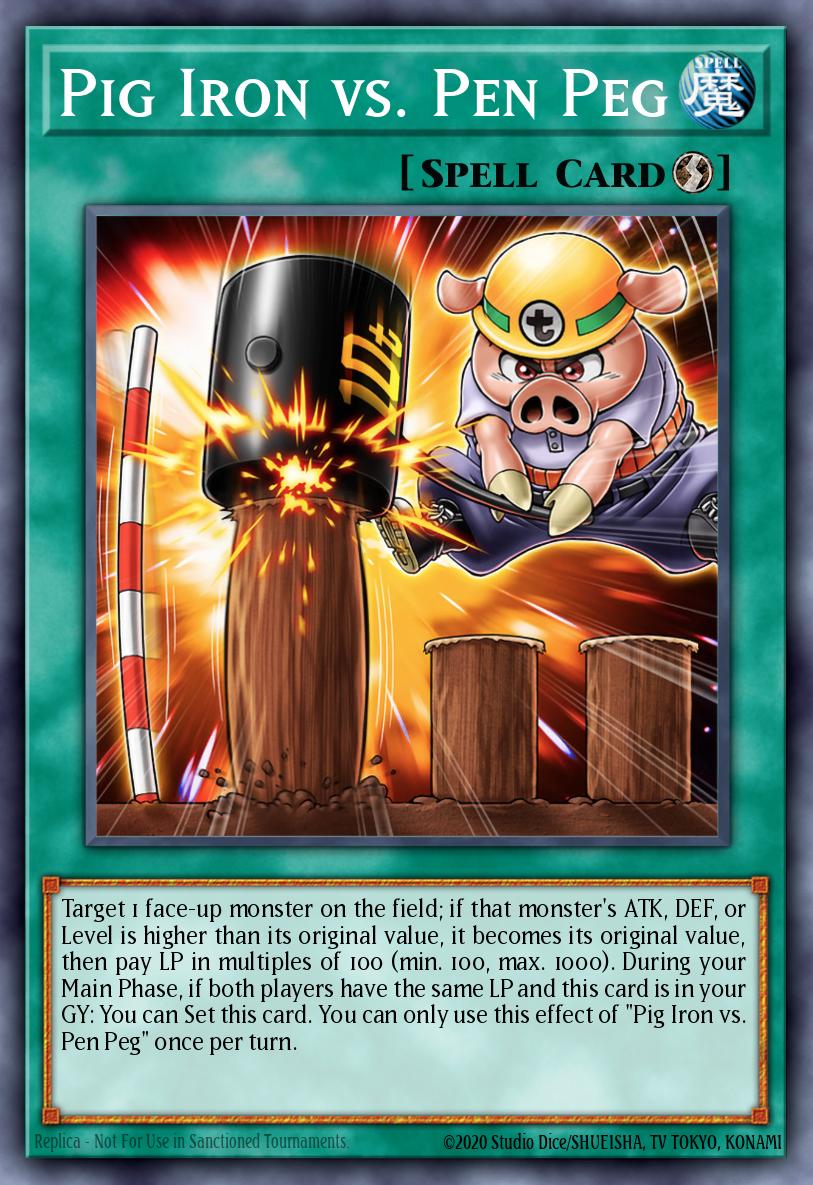 Pig Iron vs. Pen Peg
SPELL
魔
[Spell Card]
10t
t
Target 1 face-up monster on the field; if that monster's ATK, DEF, or
Level is higher than its original value, it becomes its original value,
then pay LP in multiples of 100 (min. 100, max. 1000). During your
Main Phase, if both players have the same LP and this card is in your
GY: You can Set this card. You can only use this effect of "Pig Iron vs.
Pen Peg" once per turn.
Replica - Not For Use in Sanctioned Tournaments.
©2020 Studio Dice/SHUEISHA, TV TOKYO, KONAMI